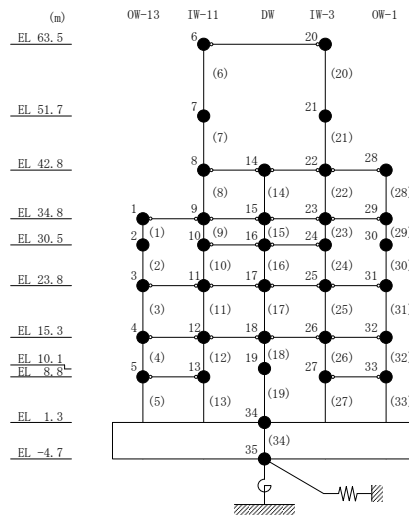 (m) OW-13 IW-11 DW IW-3 OW-1
EL 63.5 6 20
(6) (20)
EL 51.7 7 21
(7) (21)
EL 42.8 8 14 22 28
(8) (14) (22) (28)
EL 34.8 1 9 15 23 29
(1) (9) (15) (23) (29)
EL 30.5 2 10 16 24 30
(2) (10) (16) (24) (30)
EL 23.8 3 11 17 25 31
(3) (11) (17) (25) (31)
EL 15.3 4 12 18 26 32
(4) (12) (18) (26) (32)
EL 10.1 19
EL 8.8 5 13 27 33
(5) (13) (19) (27) (33)
EL 1.3 34
(34)
EL -4.7 35